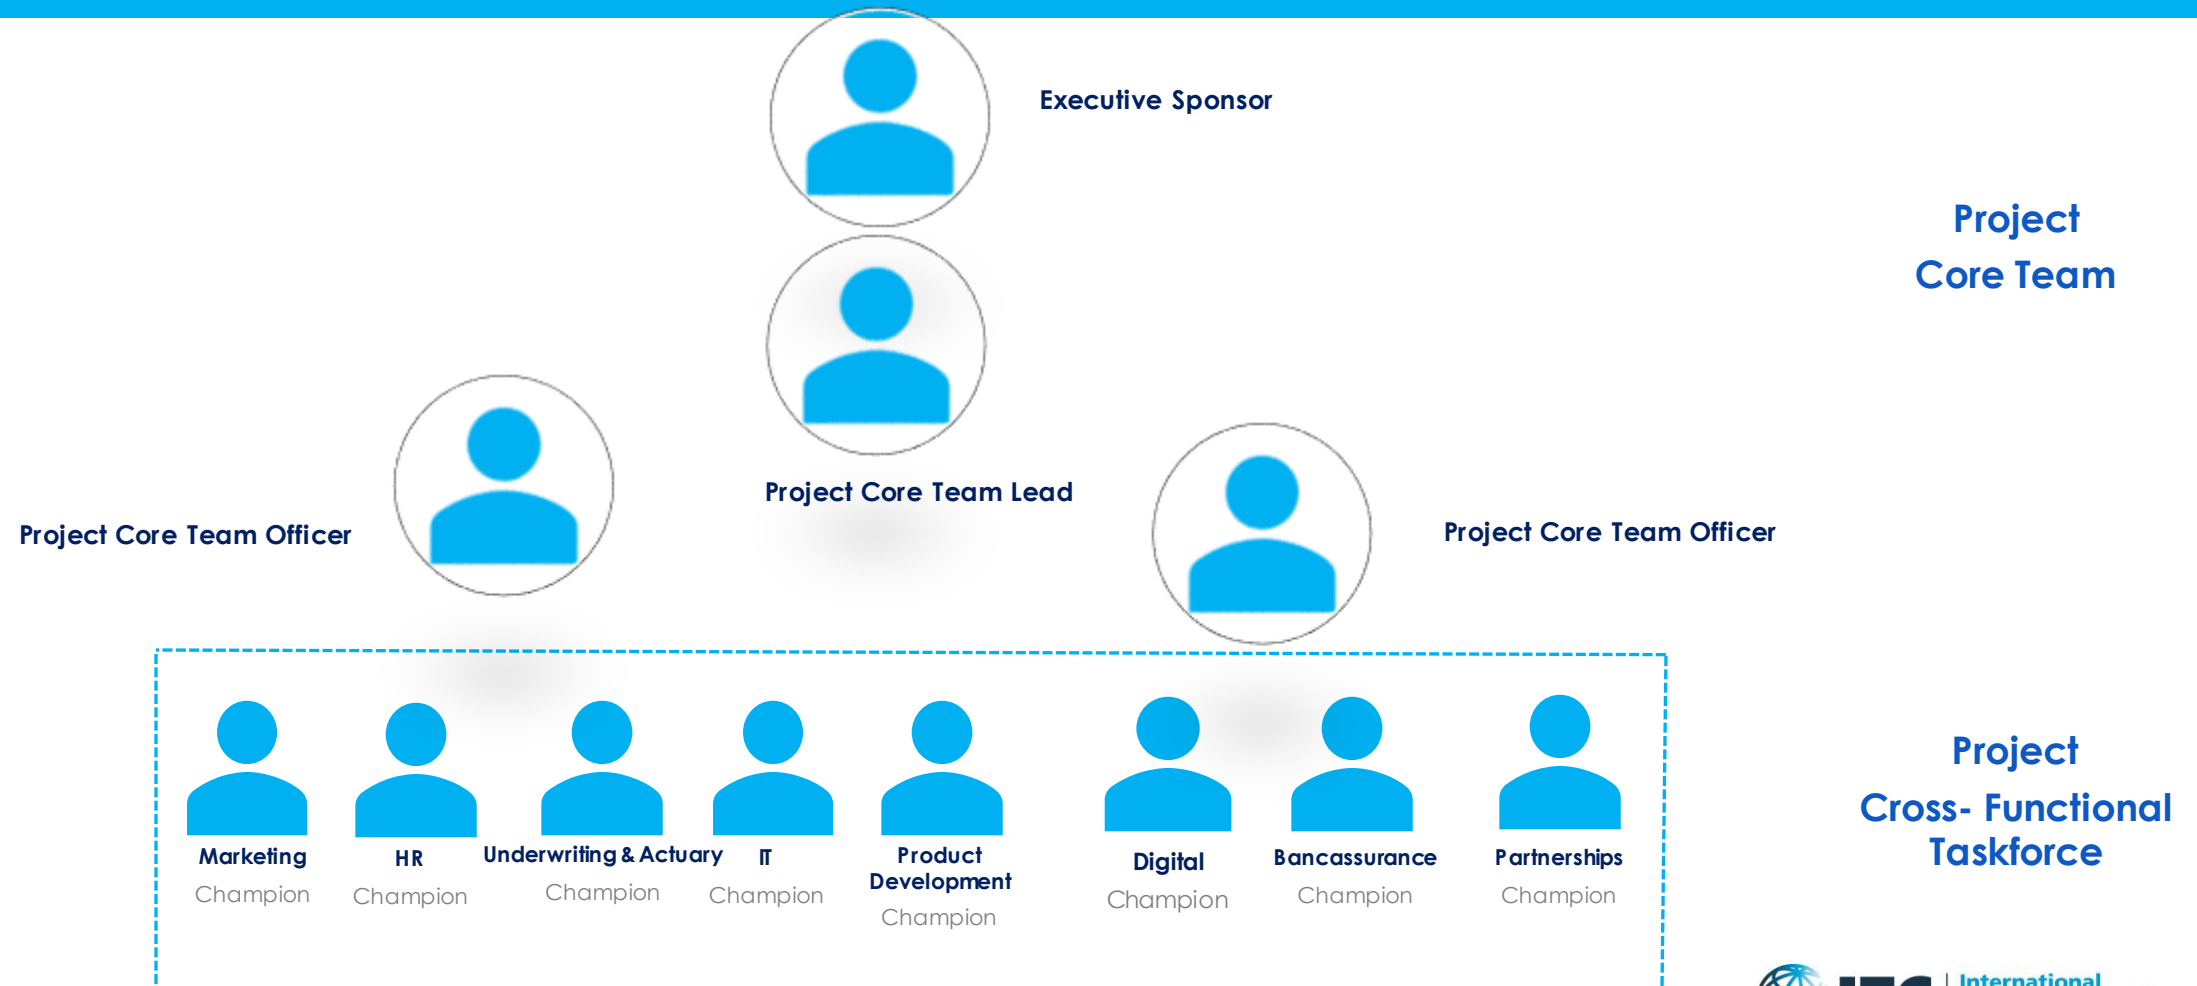 Executive Sponsor
Project
Core Team
Project Core Team Lead
Project Core Team Officer
Project Core Team Officer
Project
Cross- Functional
Taskforce
Marketing
Champion
HR
Champion
Underwriting & Actuary
Champion
IT
Champion
Product
Development
Champion
Digital
Champion
Bancassurance
Champion
Partnerships
Champion
International